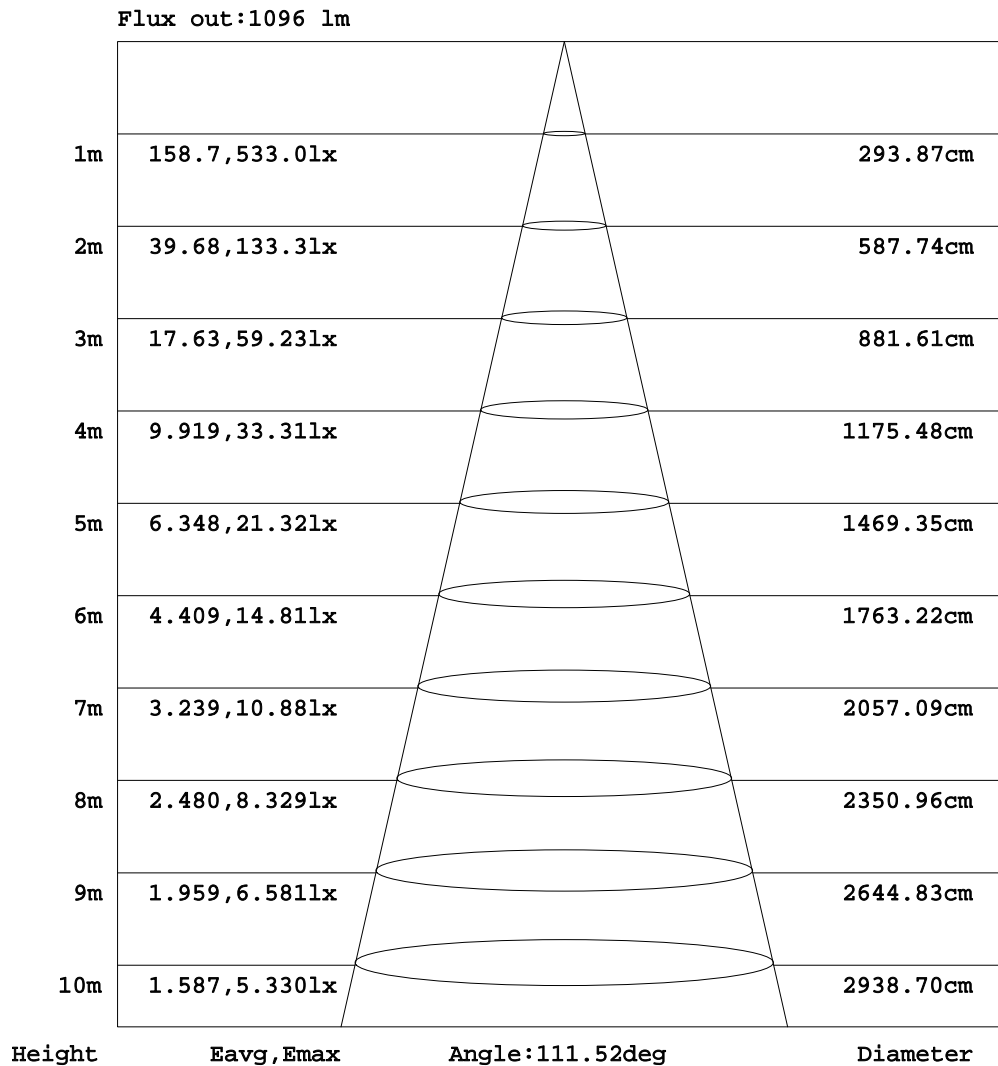 Flux out:1096 lm
1m 158.7,533.0lx 293.87cm
2m 39.68,133.3lx 587.74cm
3m 17.63,59.23lx 881.61cm
4m 9.919,33.31lx 1175.48cm
5m 6.348,21.32lx 1469.35cm
6m 4.409,14.81lx 1763.22cm
7m 3.239,10.88lx 2057.09cm
8m 2.480,8.329lx 2350.96cm
9m 1.959,6.581lx 2644.83cm
10m 1.587,5.330lx 2938.70cm
Height Eavg,Emax Angle:111.52deg Diameter